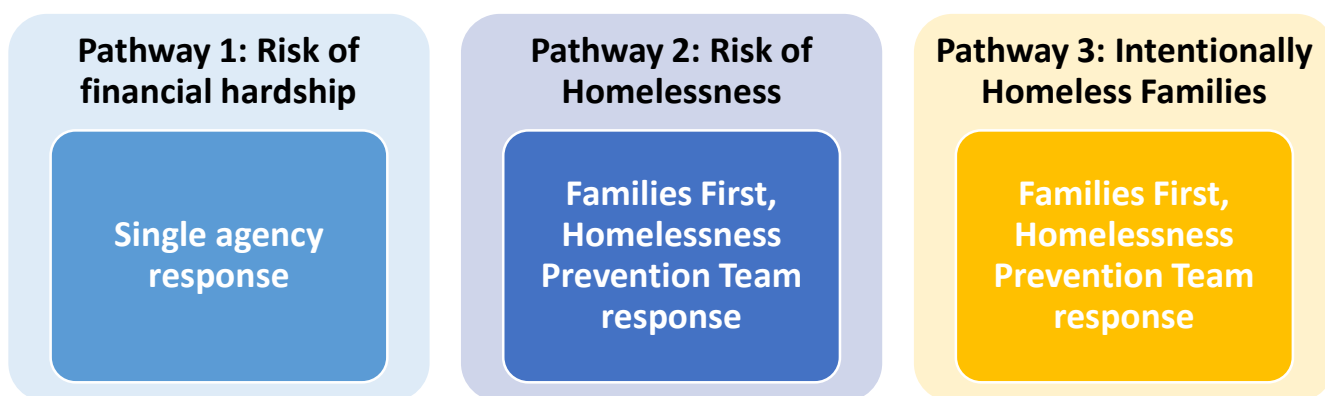 Pathway 1: Risk of
financial hardship
Single agency
response
Pathway 2: Risk of
Homelessness
Families First,
Homelessness
Prevention Team
response
Pathway 3: Intentionally
Homeless Families
Families First,
Homelessness
Prevention Team
response